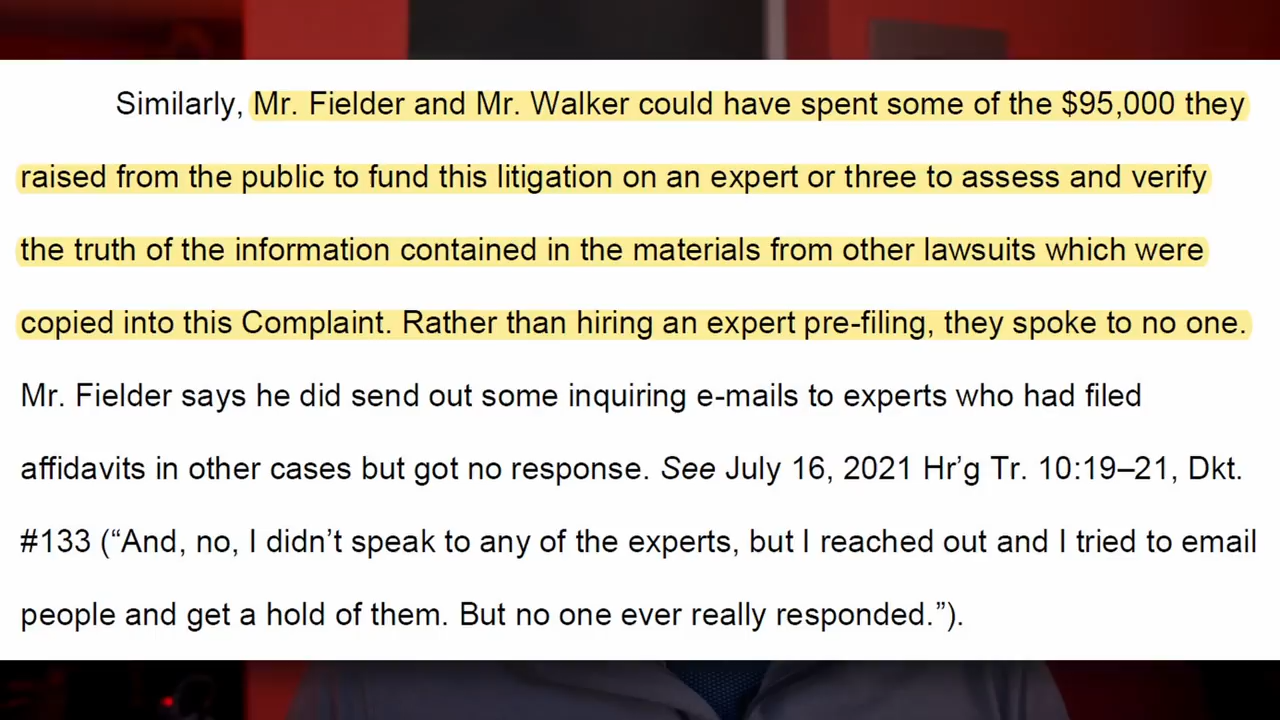 Similarly, Mr. Fielder and Mr. Walker could have spent some of the $95,000 they
raised from the public to fund this litigation on an expert or three to assess and verify
the truth of the information contained in the materials from other lawsuits which were
copied into this Complaint. Rather than hiring an expert pre-filing, they spoke to no one.
Mr. Fielder says he did send out some inquiring e-mails to experts who had filed
affidavits in other cases but got no response. See July 16, 2021 Hr’g Tr. 10:19–21, Dkt.
#133 (“And, no, I didn’t speak to any of the experts, but I reached out and I tried to email
people and get a hold of them. But no one ever really responded.”).